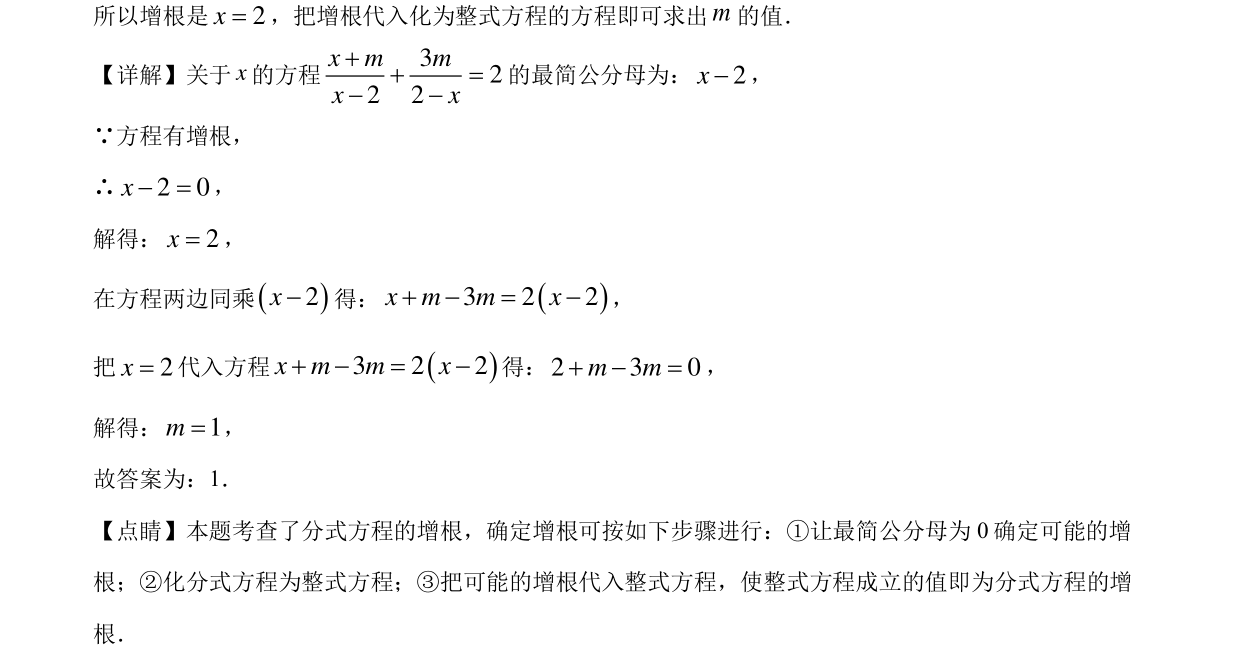 所以增根是 x = 2，把增根代入化为整式方程的方程即可求出 m 的值．
【详解】关于 x 的方程 \frac{x+m}{x-2} + \frac{3m}{2-x} = 2 的最简公分母为： x − 2，
∵方程有增根，
∴ x − 2 = 0，
解得： x = 2，
在方程两边同乘 (x − 2) 得： x + m − 3m = 2(x − 2)，
把 x = 2 代入方程 x + m − 3m = 2(x − 2) 得： 2 + m − 3m = 0，
解得： m = 1，
故答案为：1．
【点睛】本题考查了分式方程的增根，确定增根可按如下步骤进行：①让最简公分母为 0 确定可能的增
根；②化分式方程为整式方程；③把可能的增根代入整式方程，使整式方程成立的值即为分式方程的增
根．